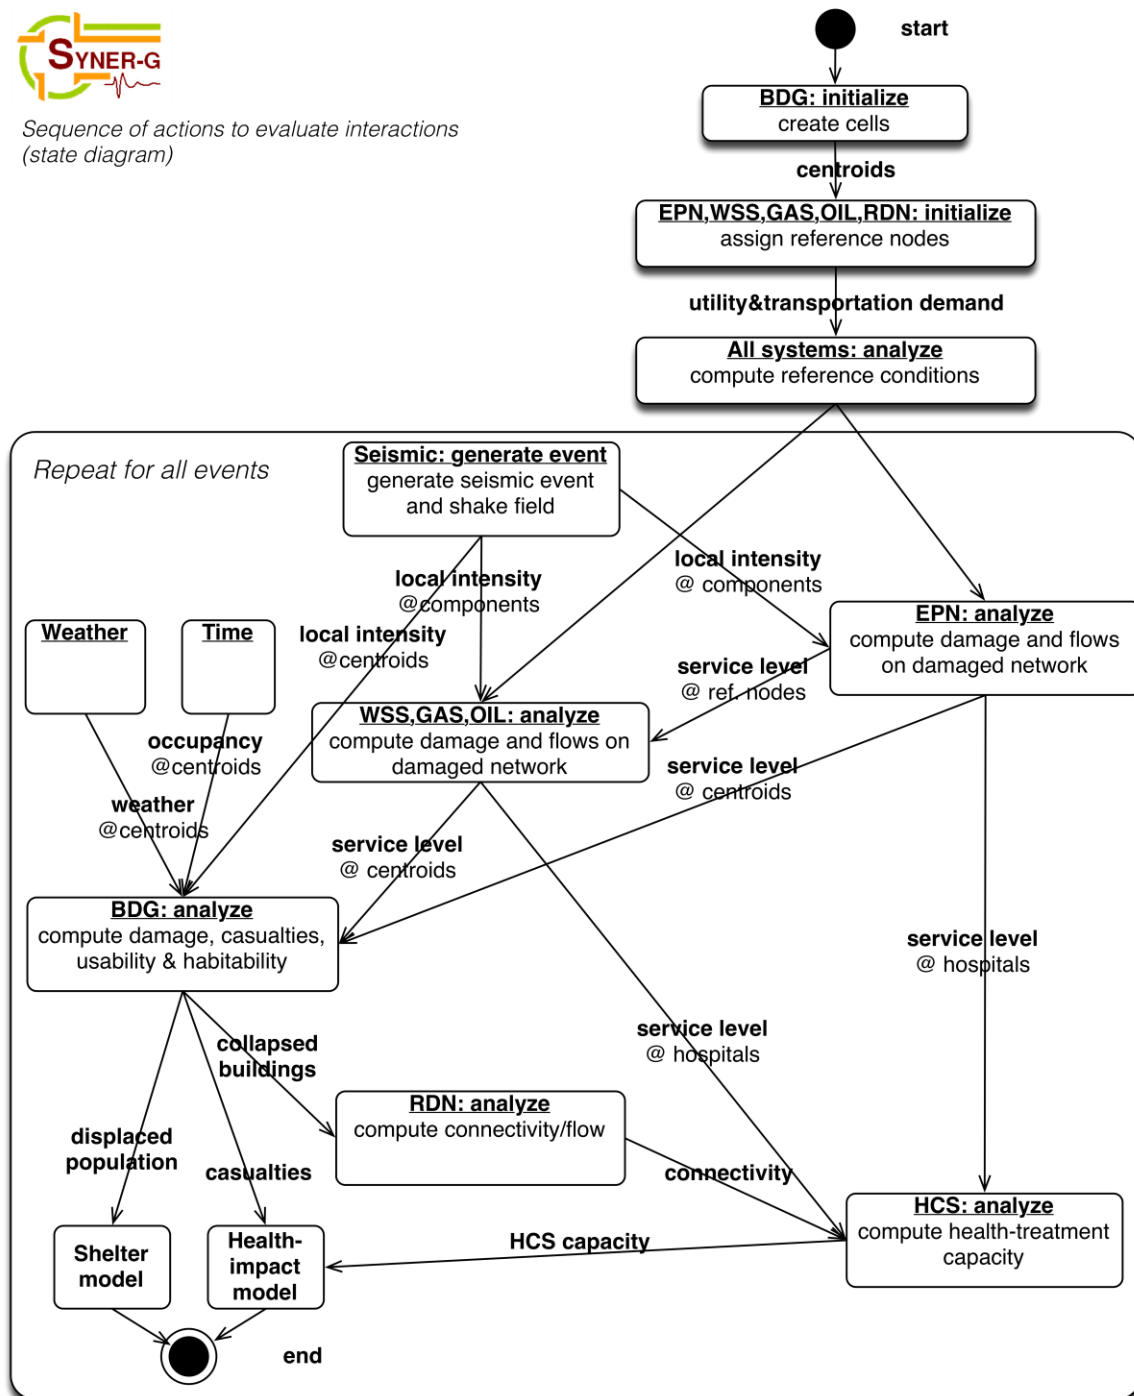 SYNER-G
Sequence of actions to evaluate interactions
(state diagram)
start
BDG: initialize
create cells
centroids
EPN,WSS,GAS,OIL,RDN: initialize
assign reference nodes
utility&transportation demand
All systems: analyze
compute reference conditions
Repeat for all events
Seismic: generate event
generate seismic event
and shake field
local intensity
@components
local intensity
@ components
local intensity
@centroids
Weather
Time
EPN: analyze
compute damage and flows
on damaged network
service level
@ ref. nodes
WSS,GAS,OIL: analyze
compute damage and flows on
damaged network
occupancy
@centroids
weather
@centroids
service level
@ centroids
service level
@ centroids
BDG: analyze
compute damage, casualties,
usability & habitability
service level
@ hospitals
service level
@ hospitals
collapsed
buildings
RDN: analyze
compute connectivity/flow
displaced
population
casualties
connectivity
HCS: analyze
compute health-treatment
capacity
HCS capacity
Shelter
model
Health-
impact
model
end